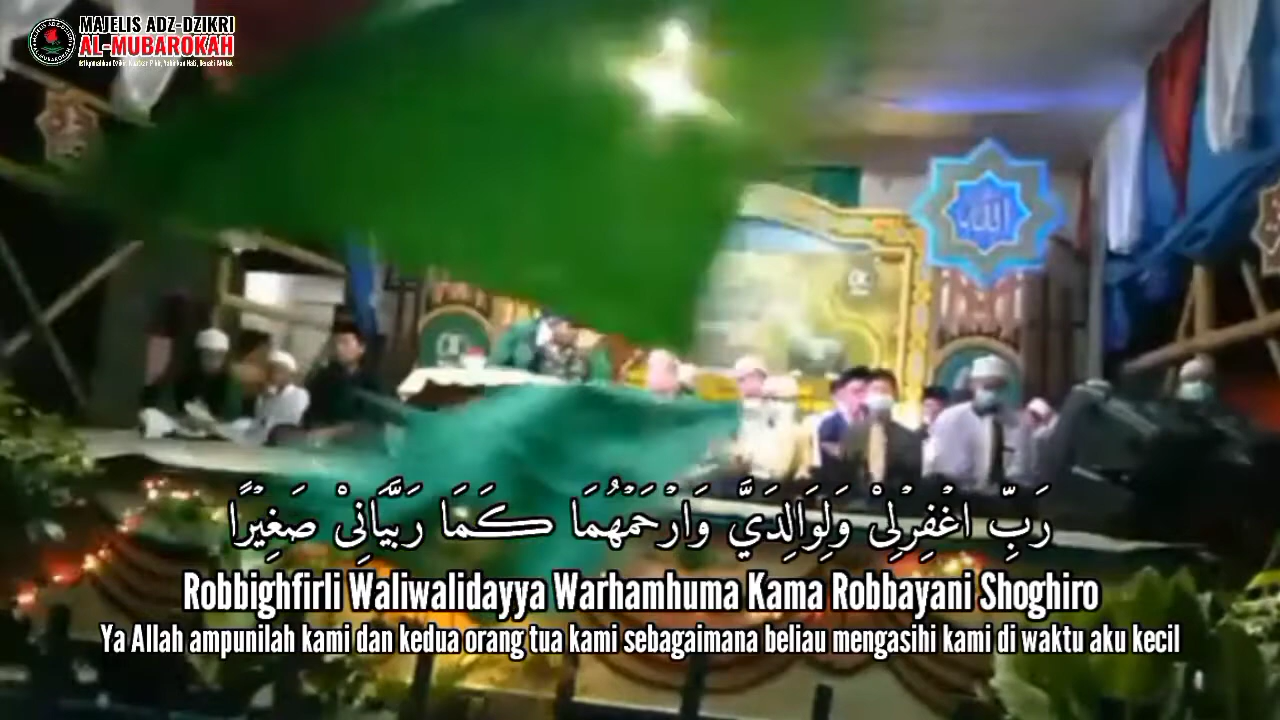 MAJELIS ADZ-DZIKRI
AL-MUBAROKAH
الله
رَبِّ اغْفِرْلِيْ وَلِوَالِدَيَّ وَارْحَمْهُمَا كَمَا رَبَّيَانِيْ صَغِيْرًا
Robbighfirli Waliwalidayya Warhamhuma Kama Robbayani Shoghiro
Ya Allah ampunilah kami dan kedua orang tua kami sebagaimana beliau mengasihi kami di waktu aku kecil